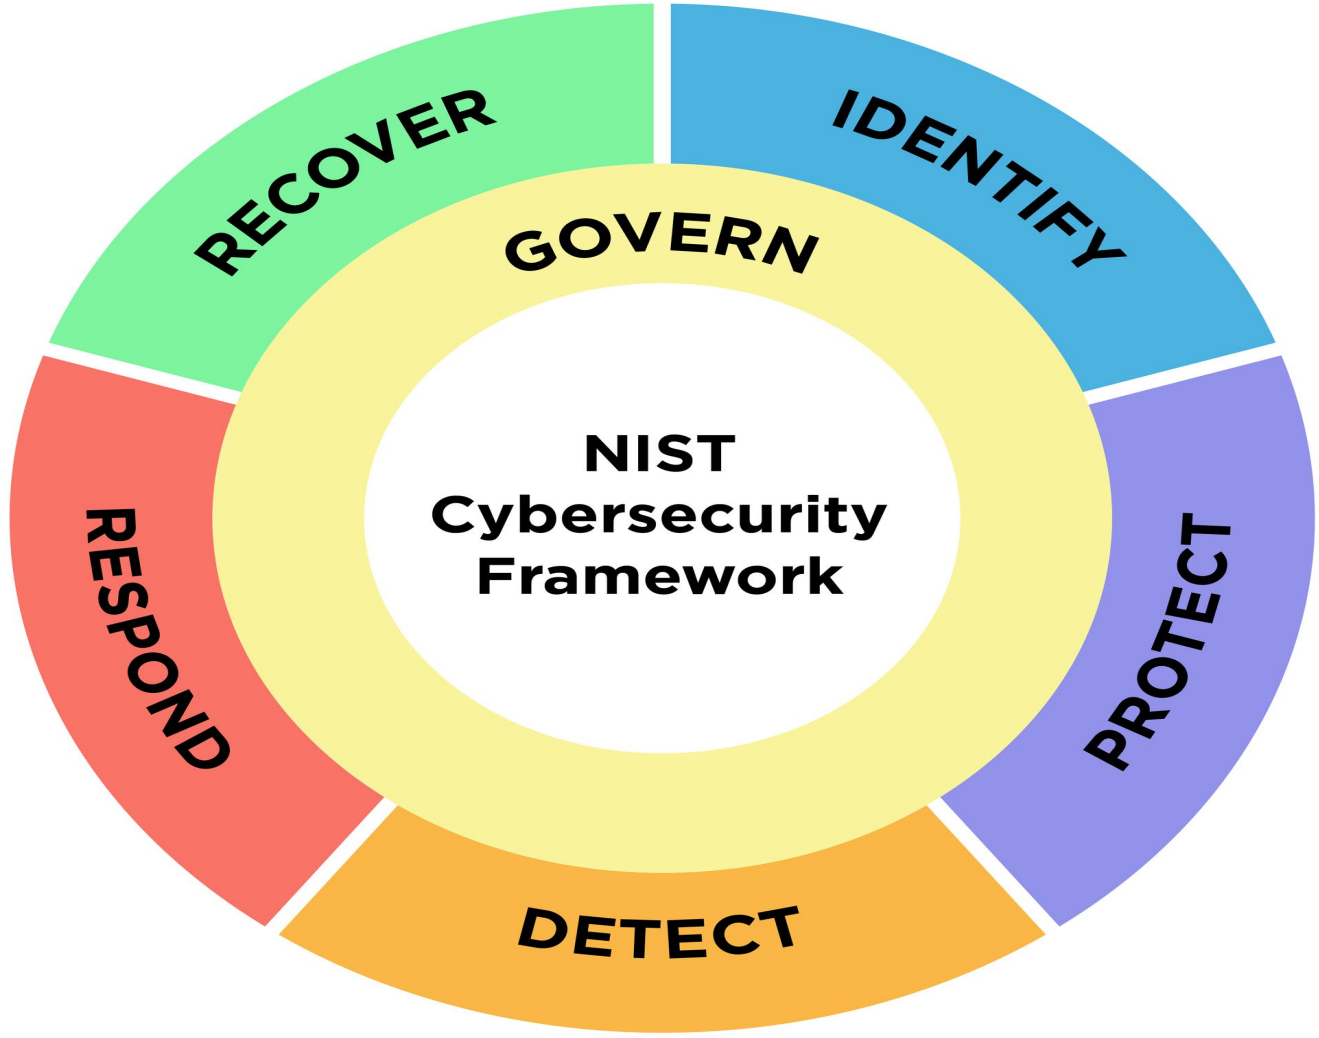 RECOVER
IDENTIFY
GOVERN
NIST
Cybersecurity
Framework
RESPOND
PROTECT
DETECT